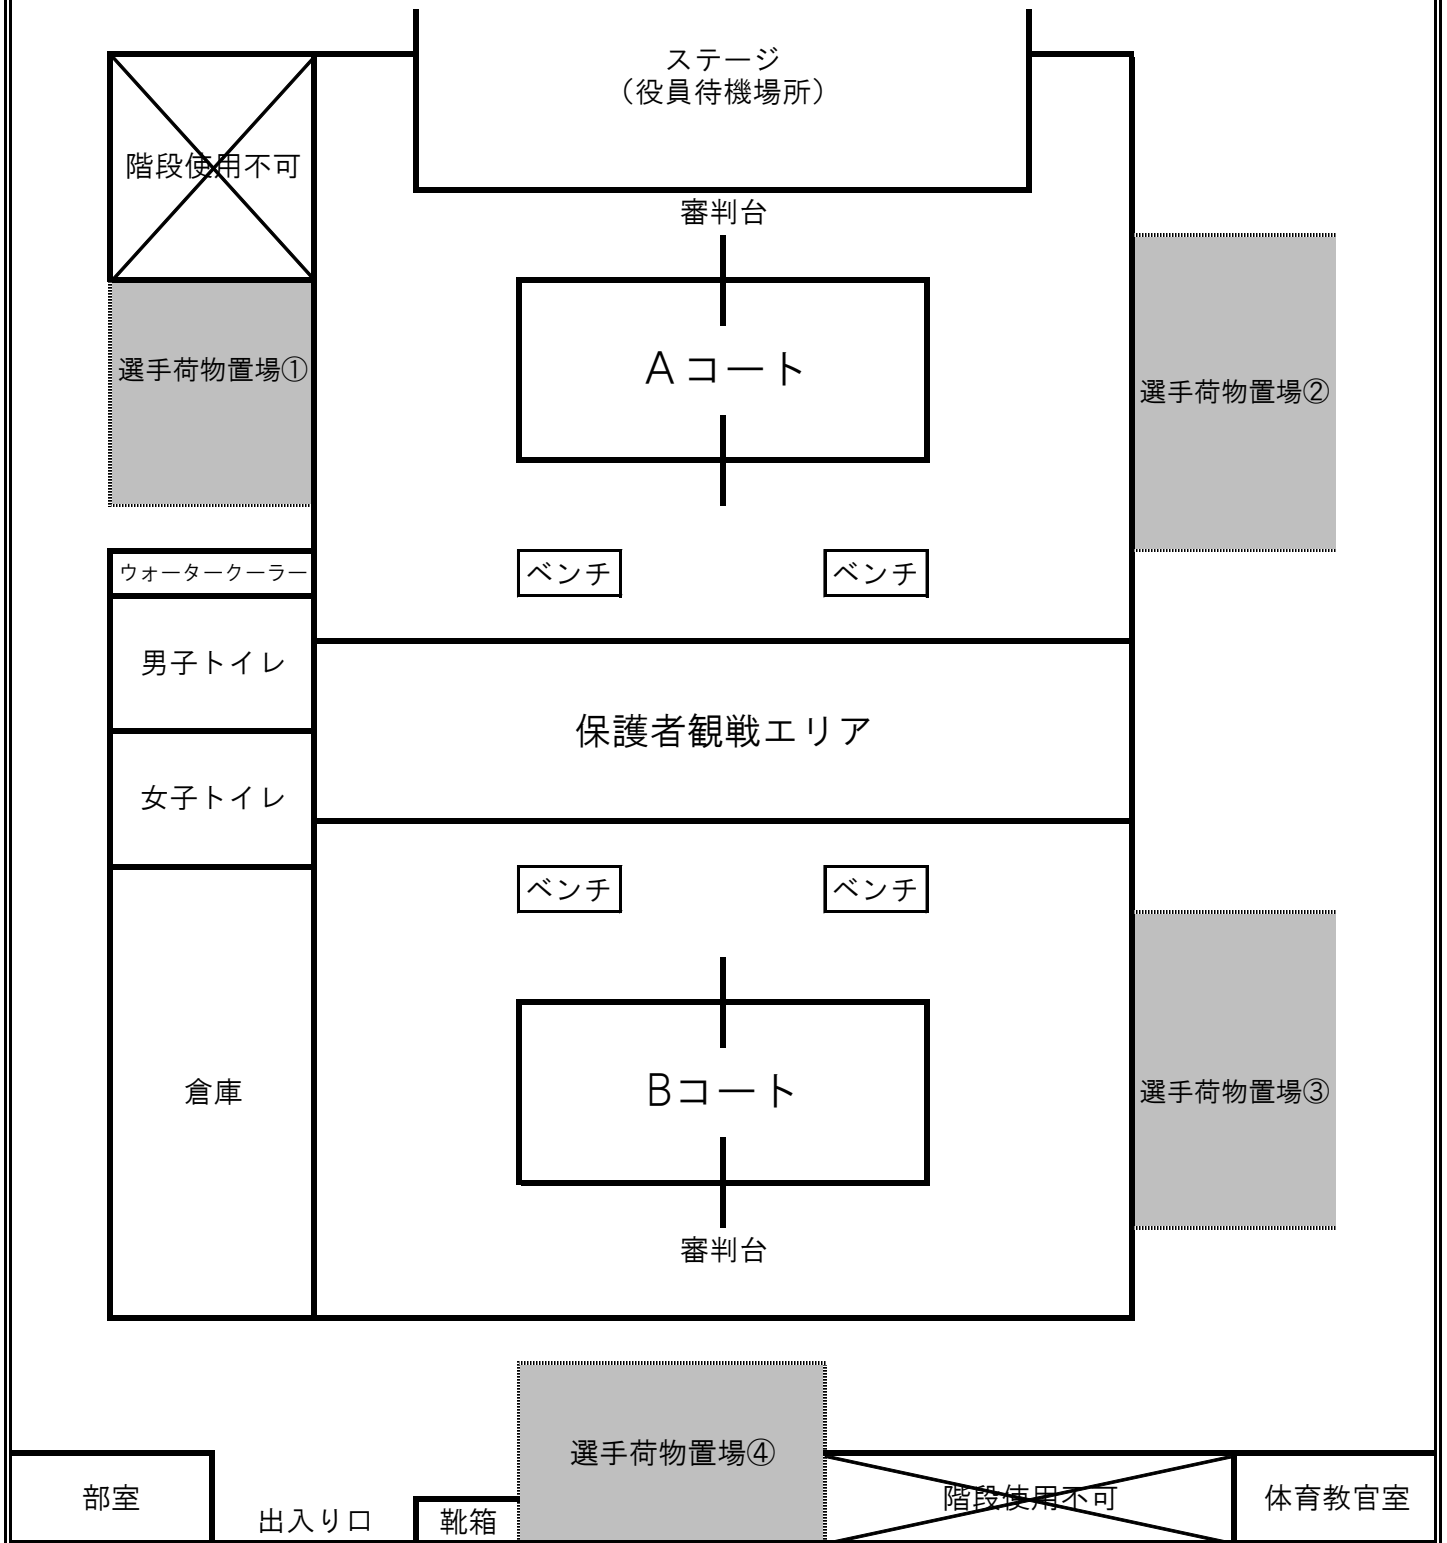 ステージ
（役員待機場所）
階段使用不可
審判台
選手荷物置場①
Aコート
選手荷物置場②
ウォータークーラー
ベンチ
ベンチ
男子トイレ
保護者観戦エリア
女子トイレ
ベンチ
ベンチ
倉庫
Bコート
選手荷物置場③
審判台
選手荷物置場④
部室
出入り口
靴箱
階段使用不可
体育教官室